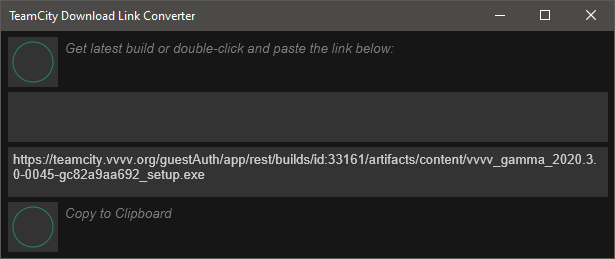 TeamCity Download Link Converter
Get latest build or double-click and paste the link below:
https://teamcity.vvvv.org/guestAuth/app/rest/builds/id:33161/artifacts/content/vvvv_gamma_2020.3.
0-0045-gc82a9aa692_setup.exe
Copy to Clipboard